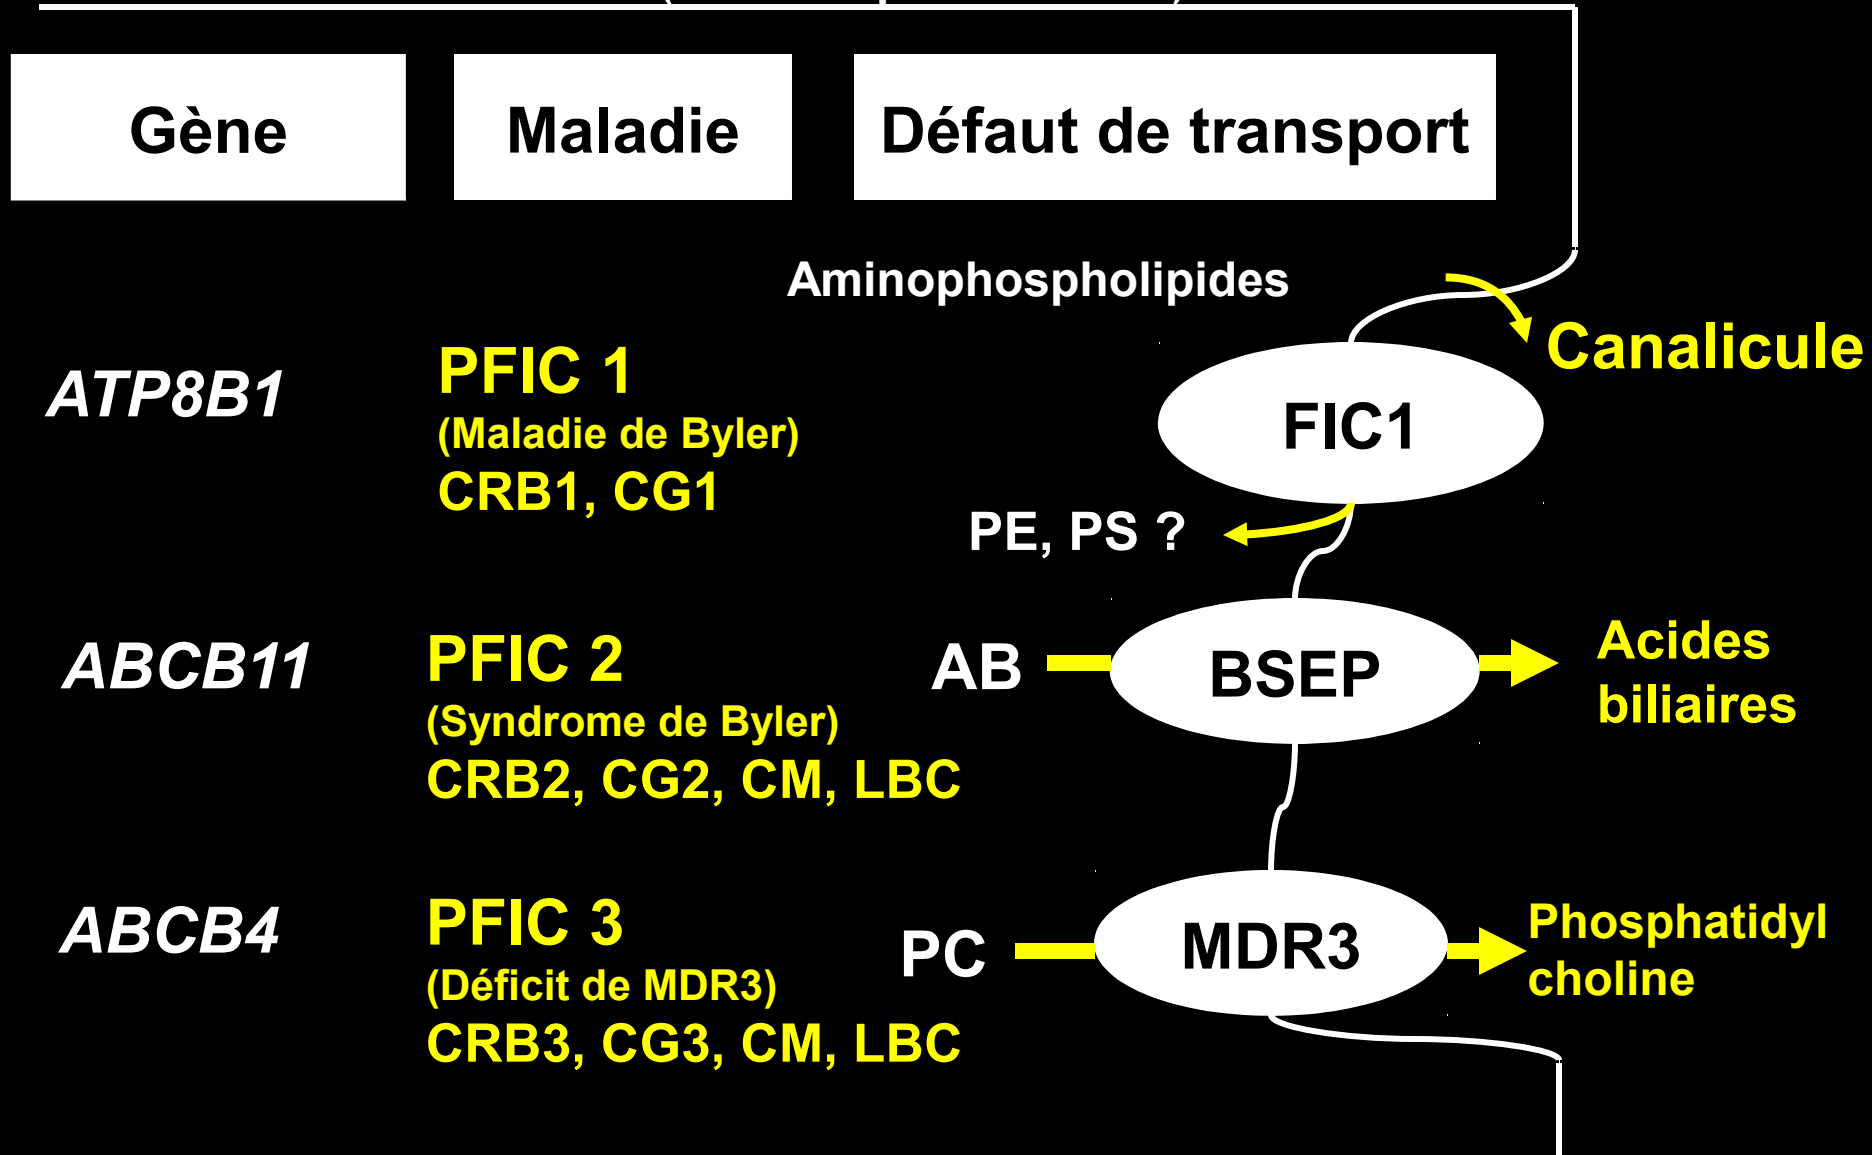 Gène
Maladie
Défaut de transport
Aminophospholipides
Canalicule
ATP8B1
PFIC 1
(Maladie de Byler)
CRB1, CG1
FIC1
PE, PS ?
ABCB11
PFIC 2
(Syndrome de Byler)
CRB2, CG2, CM, LBC
AB
BSEP
Acides
biliaires
ABCB4
PFIC 3
(Déficit de MDR3)
CRB3, CG3, CM, LBC
PC
MDR3
Phosphatidyl
choline